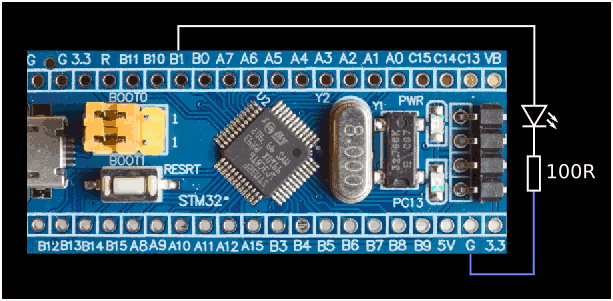 G G 3.3 R B11 B10 B1 B0 A7 A6 A5 A4 A3 A2 A1 A0 C15 C14 C13 VB
BOOT0 U2 Y2 Y1 PWR
1
8.000
1
BOOT1
RESRT
100R
STM32
PC13
B12 B13 B14 B15 A8 A9 A10 A11 A12 A15 B3 B4 B5 B6 B7 B8 B9 5V G 3.3